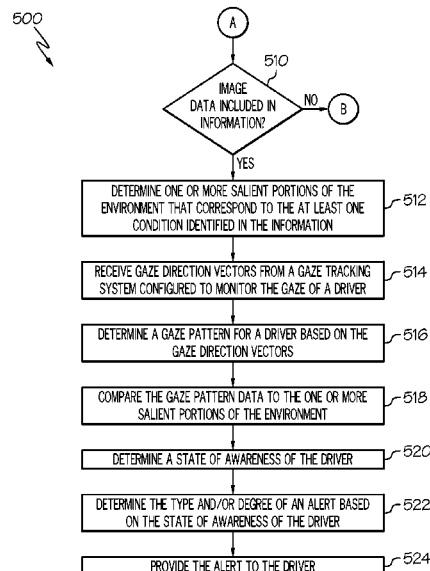 500
A
510
IMAGE
DATA INCLUDED IN
INFORMATION?
NO
B
YES
DETERMINE ONE OR MORE SALIENT PORTIONS OF THE
ENVIRONMENT THAT CORRESPOND TO THE AT LEAST ONE
CONDITION IDENTIFIED IN THE INFORMATION
512
RECEIVE GAZE DIRECTION VECTORS FROM A GAZE TRACKING
SYSTEM CONFIGURED TO MONITOR THE GAZE OF A DRIVER
514
DETERMINE A GAZE PATTERN FOR A DRIVER BASED ON THE
GAZE DIRECTION VECTORS
516
COMPARE THE GAZE PATTERN DATA TO THE ONE OR MORE
SALIENT PORTIONS OF THE ENVIRONMENT
518
DETERMINE A STATE OF AWARENESS OF THE DRIVER
520
DETERMINE THE TYPE AND/OR DEGREE OF AN ALERT BASED
ON THE STATE OF AWARENESS OF THE DRIVER
522
PROVIDE THE ALERT TO THE DRIVER
524